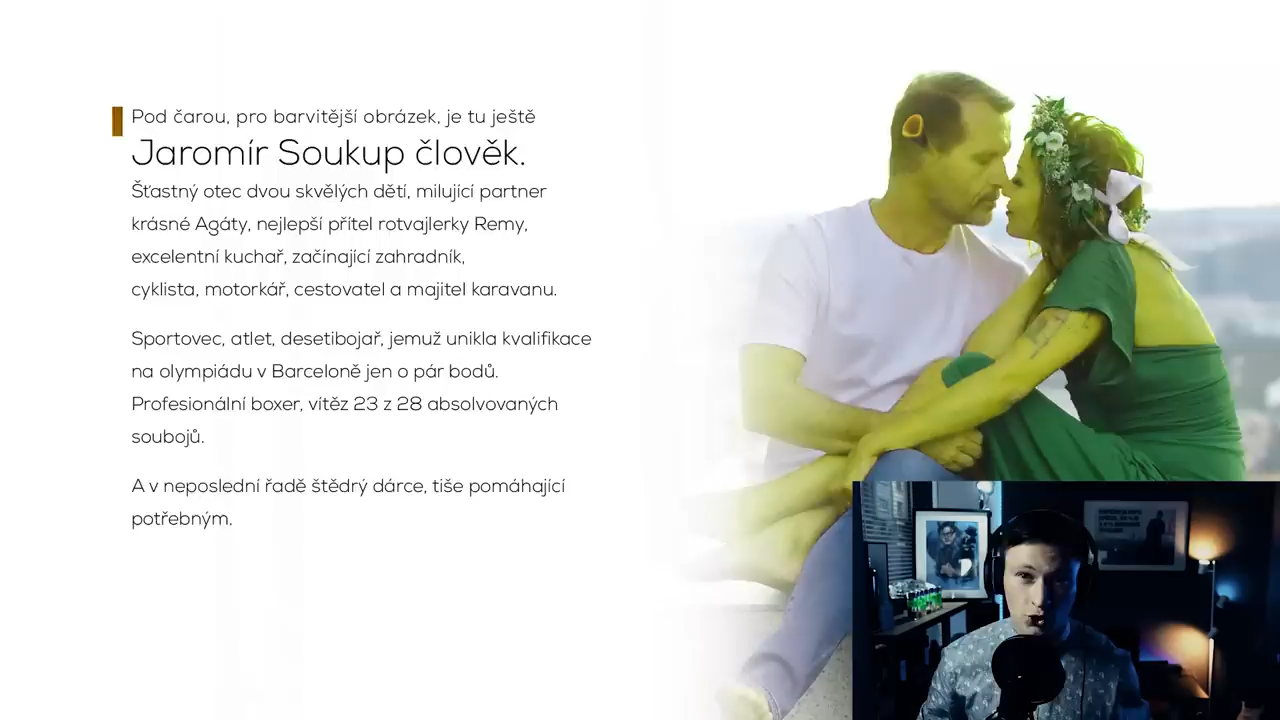 Pod čarou, pro barvitější obrázek, je tu ještě
Jaromír Soukup člověk.
Šťastný otec dvou skvělých dětí, milující partner
krásné Agáty, nejlepší přítel rotvajlerky Remy,
excelentní kuchař, začínající zahradník,
cyklista, motorkář, cestovatel a majitel karavanu.
Sportovec, atlet, desetibojař, jemuž unikla kvalifikace
na olympiádu v Barceloně jen o pár bodů.
Profesionální boxer, vítěz 23 z 28 absolvovaných
soubojů.
A v neposlední řadě štědrý dárce, tiše pomáhající
potřebným.